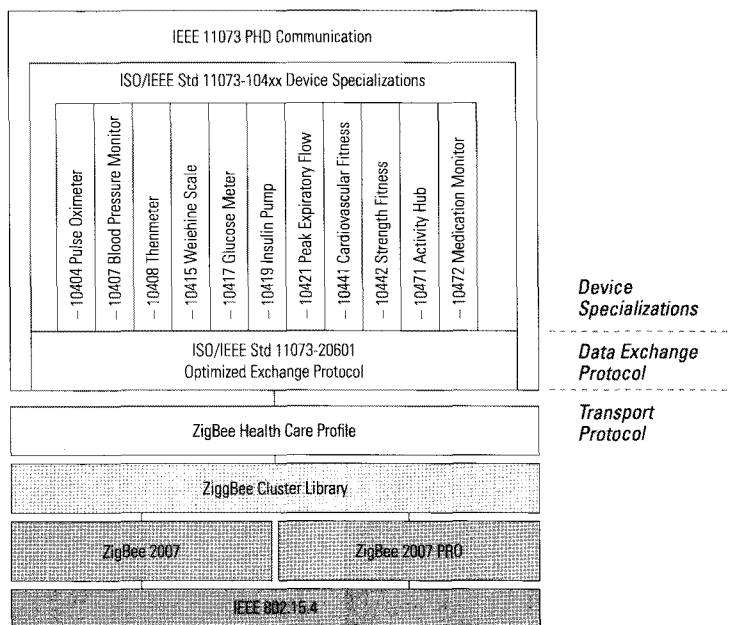 IEEE 11073 PHD Communication
ISO/IEEE Std 11073-104xx Device Specializations
– 10404 Pulse Oximeter
– 10407 Blood Pressure Monitor
– 10408 Thenmeter
– 10415 Weiehine Scale
– 10417 Glucose Meter
– 10419 Insulin Pump
– 10421 Peak Expiratory Flow
– 10441 Cardiovascular Fitness
– 10442 Strength Fitness
– 10471 Activity Hub
– 10472 Medication Monitor
Device
Specializations
ISO/IEEE Std 11073-20601
Optimized Exchange Protocol
Data Exchange
Protocol
Transport
Protocol
ZigBee Health Care Profile
ZiggBee Cluster Library
ZigBee 2007
ZigBee 2007 PRO
IEEE 802.15.4